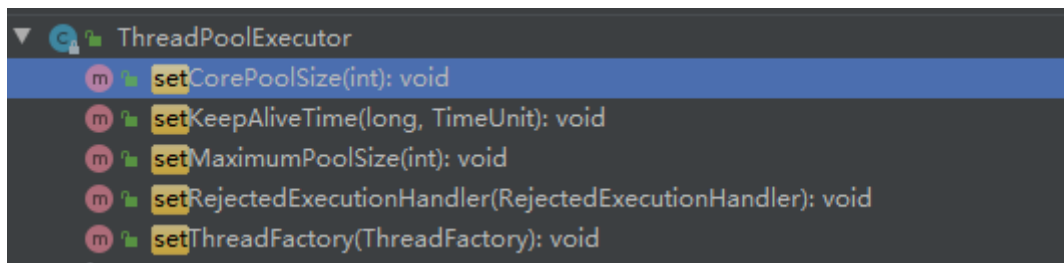 ThreadPoolExecutor
setCorePoolSize(int): void
setKeepAliveTime(long, TimeUnit): void
setMaximumPoolSize(int): void
setRejectedExecutionHandler(RejectedExecutionHandler): void
setThreadFactory(ThreadFactory): void